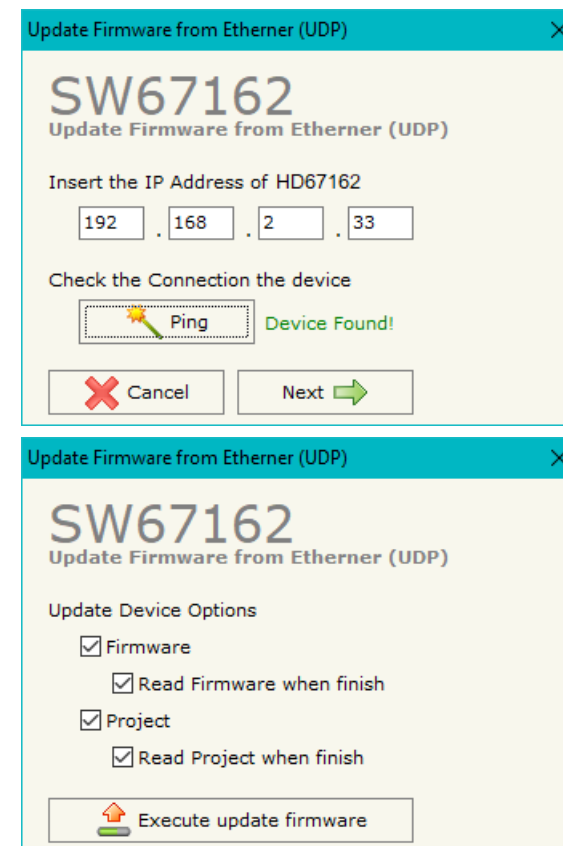 Update Firmware from Etherner (UDP)
SW67162
Update Firmware from Etherner (UDP)
Insert the IP Address of HD67162
192 . 168 . 2 . 33
Check the Connection the device
Ping Device Found!
Cancel Next
Update Firmware from Etherner (UDP)
SW67162
Update Firmware from Etherner (UDP)
Update Device Options
Firmware
Read Firmware when finish
Project
Read Project when finish
Execute update firmware